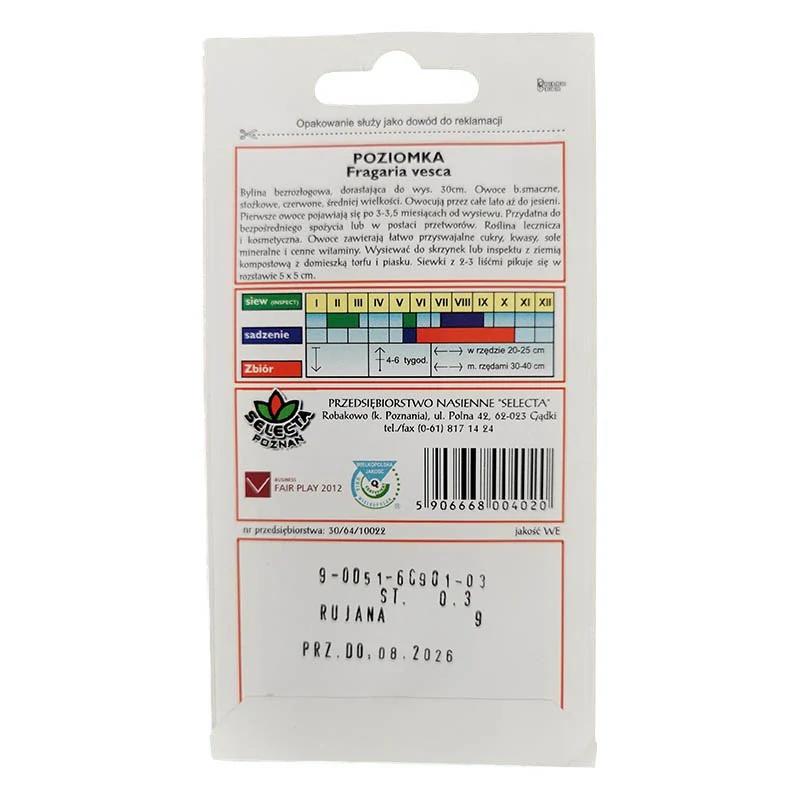 Opakowanie służy jako dowód do reklamacji
POZIOMKA
Fragaria vesca
Bylina bezrozłogowa, dorastająca do wys. 30cm. Owoce b.smaczne,
stożkowe, czerwone, średniej wielkości. Owocują przez całe lato aż do jesieni.
Pierwsze owoce pojawiają się po 3-3,5 miesiącach od wysiewu. Przydatna do
bezpośredniego spożycia lub w postaci przetworów. Roślina lecznicza
i kosmetyczna. Owoce zawierają łatwo przyswajalne cukry, kwasy, sole
mineralne i cenne witaminy. Wysiewać do skrzynek lub inspektu z ziemią
kompostową z domieszką torfu i piasku. Siewki z 2-3 liśćmi pikuje się w
rozstawie 5 x 5 cm.
siew (INSPECT) I II III IV V VI VII VIII IX X XI XII
sadzenie
Zbiór
4-6 tygod.
w rzędzie 20-25 cm
m. rzędami 30-40 cm
SELECTA
POZNAŃ
PRZEDSIĘBIORSTWO NASIENNE "SELECTA"
Robakowo (k. Poznania), ul. Polna 42, 62-023 Gądki
tel./fax (0-61) 817 14 24
BUSINESS
FAIR PLAY 2012
WIELKOPOLSKA
JAKOŚĆ
Q
5 906668 004020
nr przedsiębiorstwa: 30/64/10022
jakość WE
9-0051-60901-03
ST. 0.3
RUJANA 9
PRZ.DO,08.2026